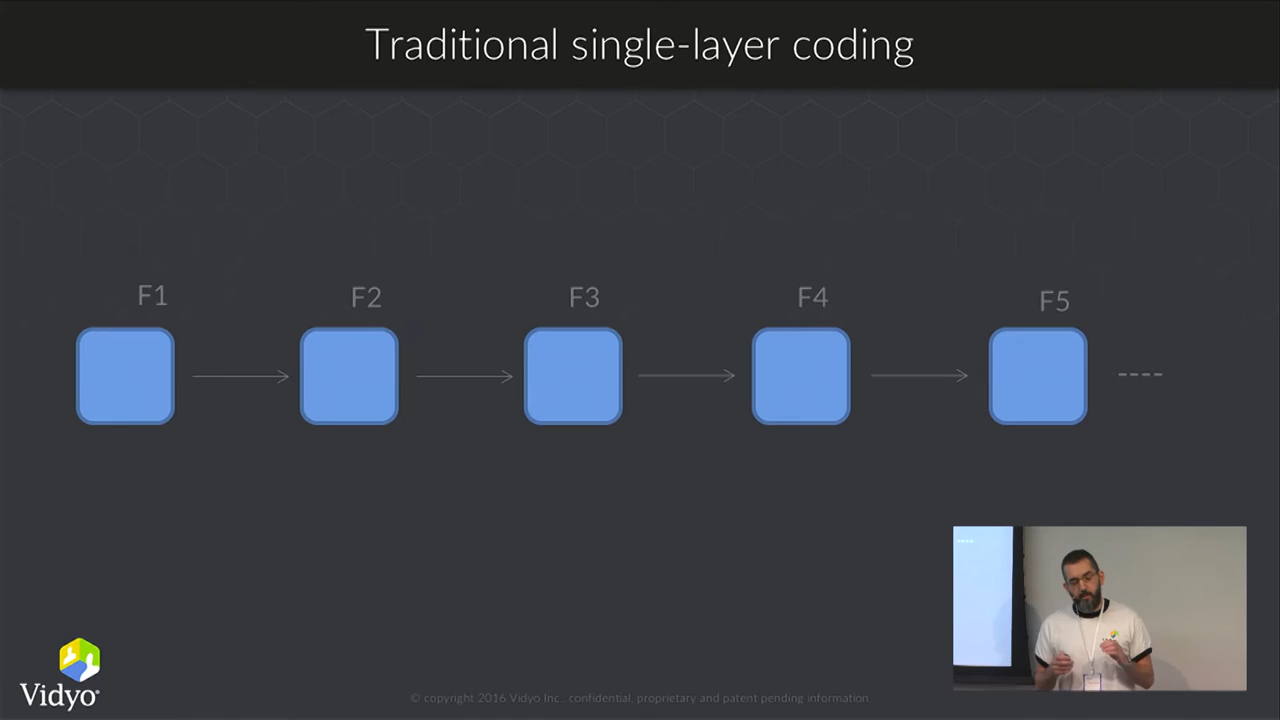 Traditional single-layer coding
F1
F2
F3
F4
F5
Vidyo
© copyright 2016 Vidyo Inc., confidential, proprietary and patent pending information